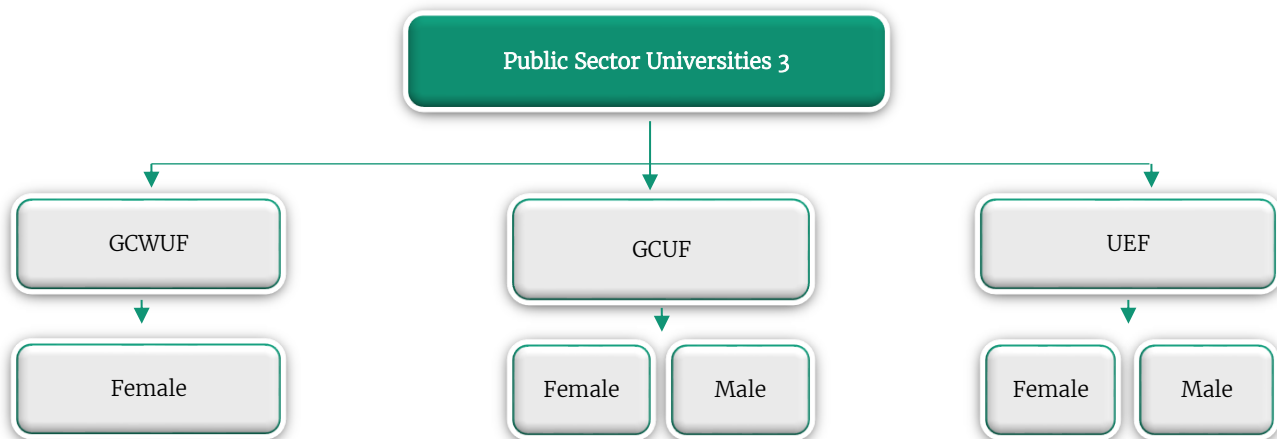 Public Sector Universities 3
GCWUF
GCUF
UEF
Female
Female
Male
Female
Male